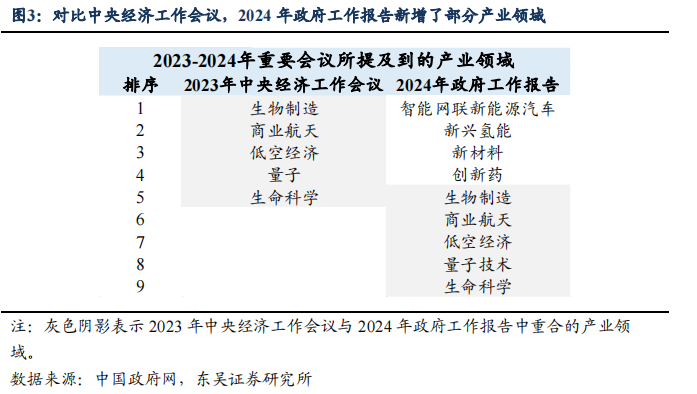 图3：对比中央经济工作会议，2024 年政府工作报告新增了部分产业领域
2023-2024年重要会议所提及到的产业领域
排序 2023年中央经济工作会议 2024年政府工作报告
1 生物制造 智能网联新能源汽车
2 商业航天 新兴氢能
3 低空经济 新材料
4 量子 创新药
5 生命科学 生物制造
6 商业航天
7 低空经济
8 量子技术
9 生命科学
注：灰色阴影表示 2023 年中央经济工作会议与 2024 年政府工作报告中重合的产业领
域。
数据来源：中国政府网，东吴证券研究所